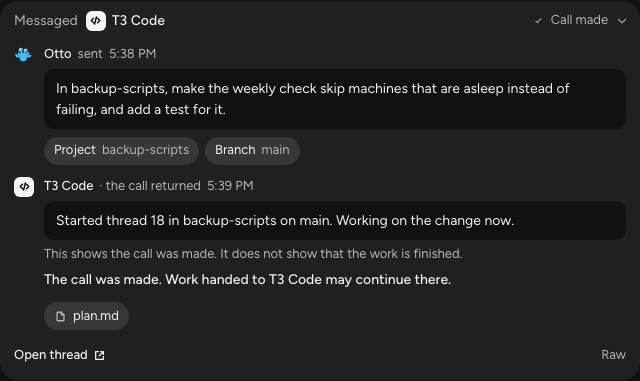 Messaged T3 Code Call made
Otto sent 5:38 PM
In backup-scripts, make the weekly check skip machines that are asleep instead of
failing, and add a test for it.
Project backup-scripts Branch main
T3 Code · the call returned 5:39 PM
Started thread 18 in backup-scripts on main. Working on the change now.
This shows the call was made. It does not show that the work is finished.
The call was made. Work handed to T3 Code may continue there.
plan.md
Open thread Raw